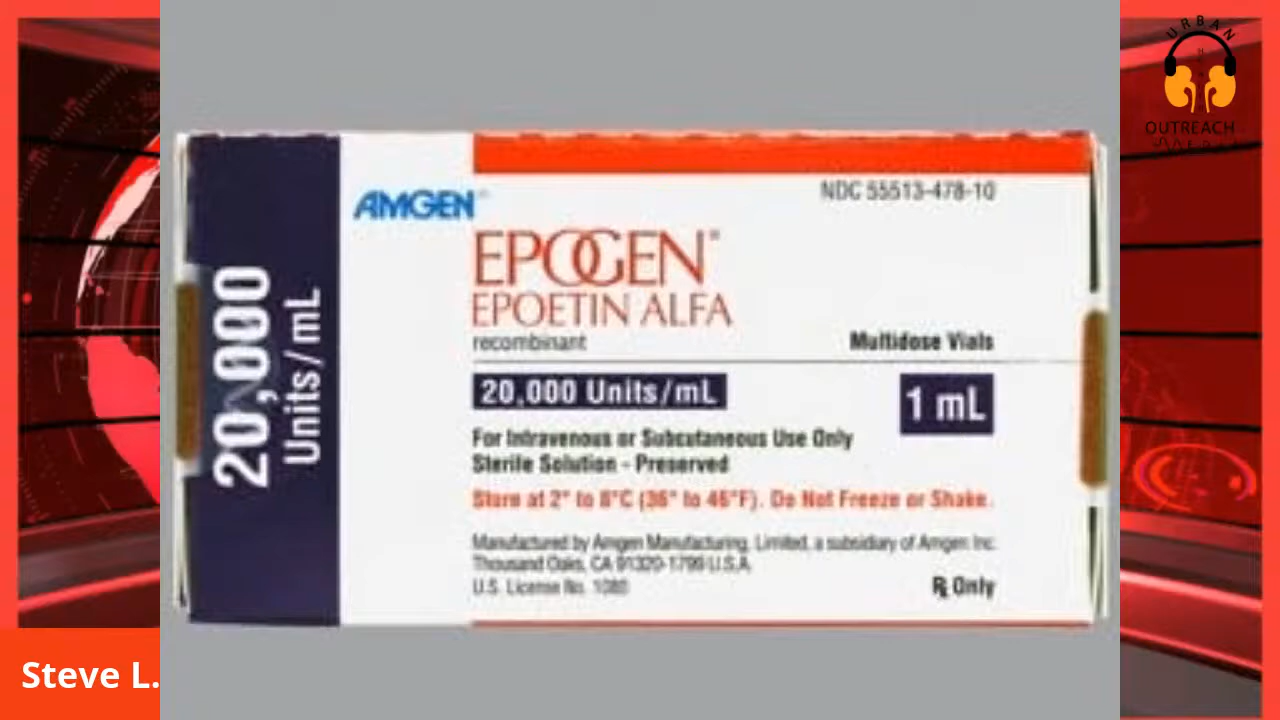 URBAN
OUTREACH
AMGEN
NDC 55513-478-10
EPOGEN®
EPOETIN ALFA
recombinant
Multidose Vials
20,000 Units/mL
1 mL
For Intravenous or Subcutaneous Use Only
Sterile Solution - Preserved
Store at 2° to 8°C (36° to 46°F). Do Not Freeze or Shake.
Manufactured by Amgen Manufacturing, Limited, a subsidiary of Amgen Inc.
Thousand Oaks, CA 91320-1799 U.S.A.
U.S. License No. 1080
Rx Only
20,000
Units/mL
Steve L.